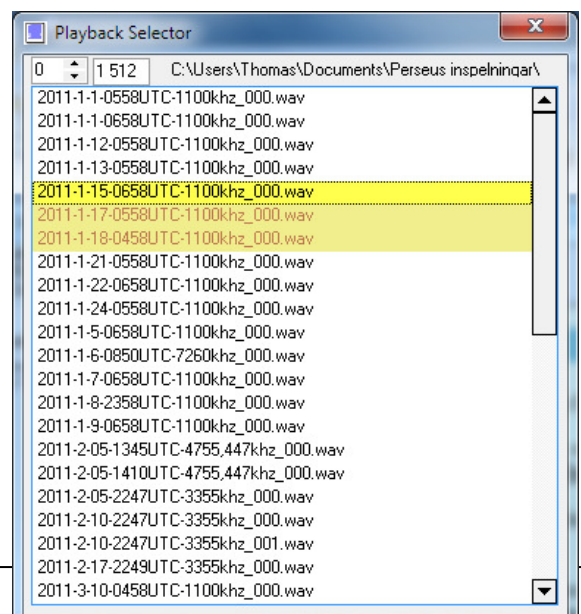 Playback Selector
0 1 512 C:\Users\Thomas\Documents\Perseus inspelningar\
2011-1-1-0558UTC-1100khz_000.wav
2011-1-1-0658UTC-1100khz_000.wav
2011-1-12-0558UTC-1100khz_000.wav
2011-1-13-0558UTC-1100khz_000.wav
2011-1-15-0658UTC-1100khz_000.wav
2011-1-17-0558UTC-1100khz_000.wav
2011-1-18-0458UTC-1100khz_000.wav
2011-1-21-0558UTC-1100khz_000.wav
2011-1-22-0658UTC-1100khz_000.wav
2011-1-24-0558UTC-1100khz_000.wav
2011-1-5-0658UTC-1100khz_000.wav
2011-1-6-0850UTC-7260khz_000.wav
2011-1-7-0658UTC-1100khz_000.wav
2011-1-8-2358UTC-1100khz_000.wav
2011-1-9-0658UTC-1100khz_000.wav
2011-2-05-1345UTC-4755,447khz_000.wav
2011-2-05-1410UTC-4755,447khz_000.wav
2011-2-05-2247UTC-3355khz_000.wav
2011-2-10-2247UTC-3355khz_000.wav
2011-2-10-2247UTC-3355khz_001.wav
2011-2-17-2249UTC-3355khz_000.wav
2011-3-10-0458UTC-1100khz_000.wav